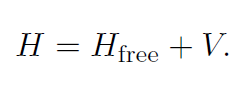 H = H_free + V.